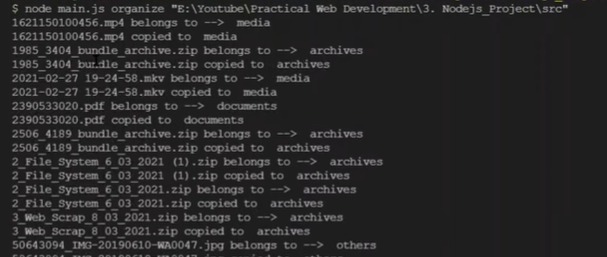 $ node main.js organize "E:\Youtube\Practical Web Development\3. Nodejs_Project\src"
1621150100456.mp4 belongs to --> media
1621150100456.mp4 copied to media
1985_3404_bundle_archive.zip belongs to --> archives
1985_3404_bundle_archive.zip copied to archives
2021-02-27 19-24-58.mkv belongs to --> media
2021-02-27 19-24-58.mkv copied to media
2390533020.pdf belongs to --> documents
2390533020.pdf copied to documents
2506_4189_bundle_archive.zip belongs to --> archives
2506_4189_bundle_archive.zip copied to archives
2_File_System_6_03_2021 (1).zip belongs to --> archives
2_File_System_6_03_2021 (1).zip copied to archives
2_File_System_6_03_2021.zip belongs to --> archives
2_File_System_6_03_2021.zip copied to archives
3_Web_Scrap_8_03_2021.zip belongs to --> archives
3_Web_Scrap_8_03_2021.zip copied to archives
50643094_IMG-20190610-WA0047.jpg belongs to --> others